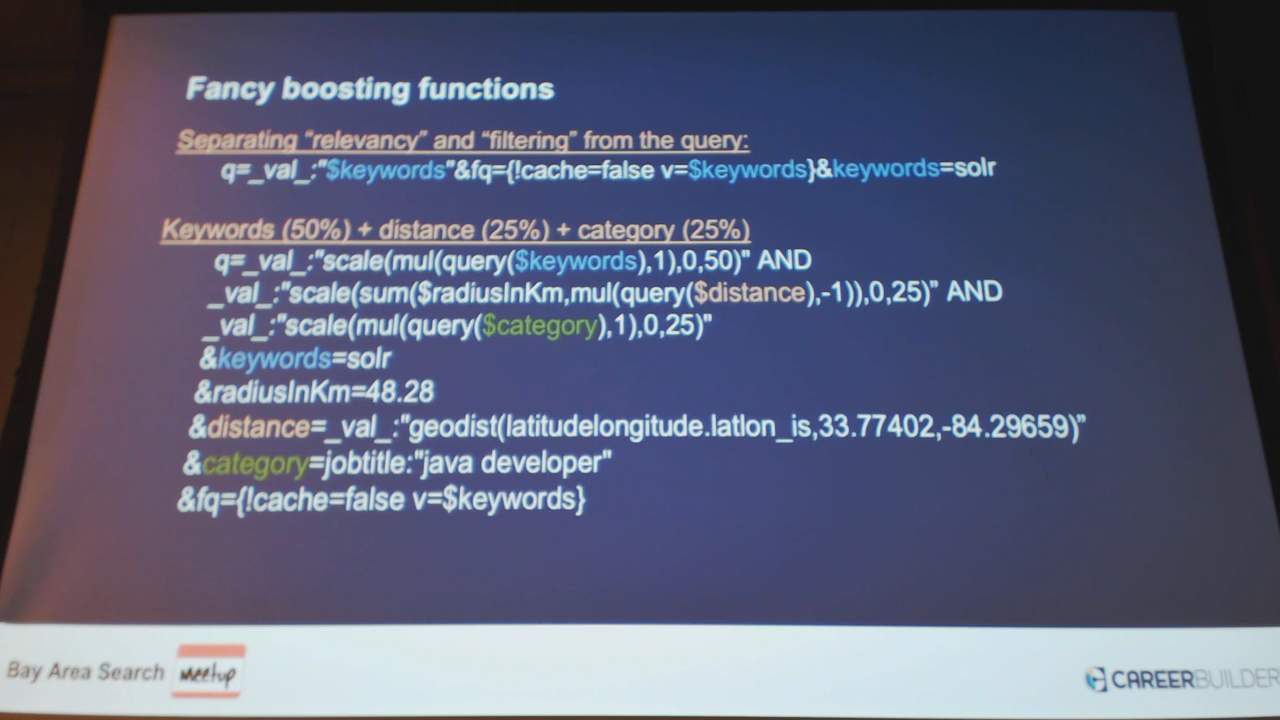 Fancy boosting functions
Separating “relevancy” and “filtering” from the query:
q=_val_:"$keywords"&fq={!cache=false v=$keywords}&keywords=solr
Keywords (50%) + distance (25%) + category (25%)
q=_val_:"scale(mul(query($keywords),1),0,50)" AND
_val_:"scale(sum($radiusInKm,mul(query($distance),-1)),0,25)" AND
_val_:"scale(mul(query($category),1),0,25)"
&keywords=solr
&radiusInKm=48.28
&distance=_val_:"geodist(latitudelongitude.latlon_is,33.77402,-84.29659)"
&category=jobtitle:"java developer"
&fq={!cache=false v=$keywords}
Bay Area Search meetup
CAREERBUILDER